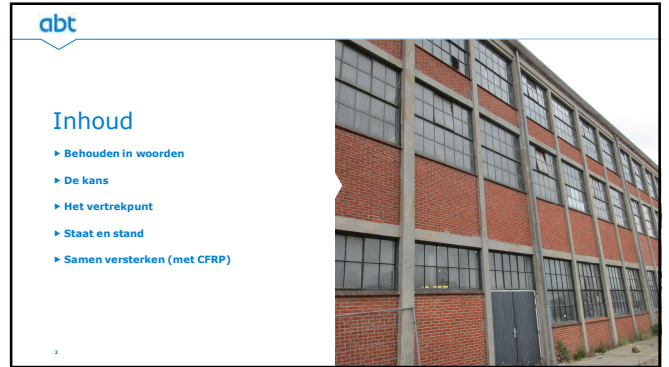 abt
Inhoud
▶ Behouden in woorden
▶ De kans
▶ Het vertrekpunt
▶ Staat en stand
▶ Samen versterken (met CFRP)
2